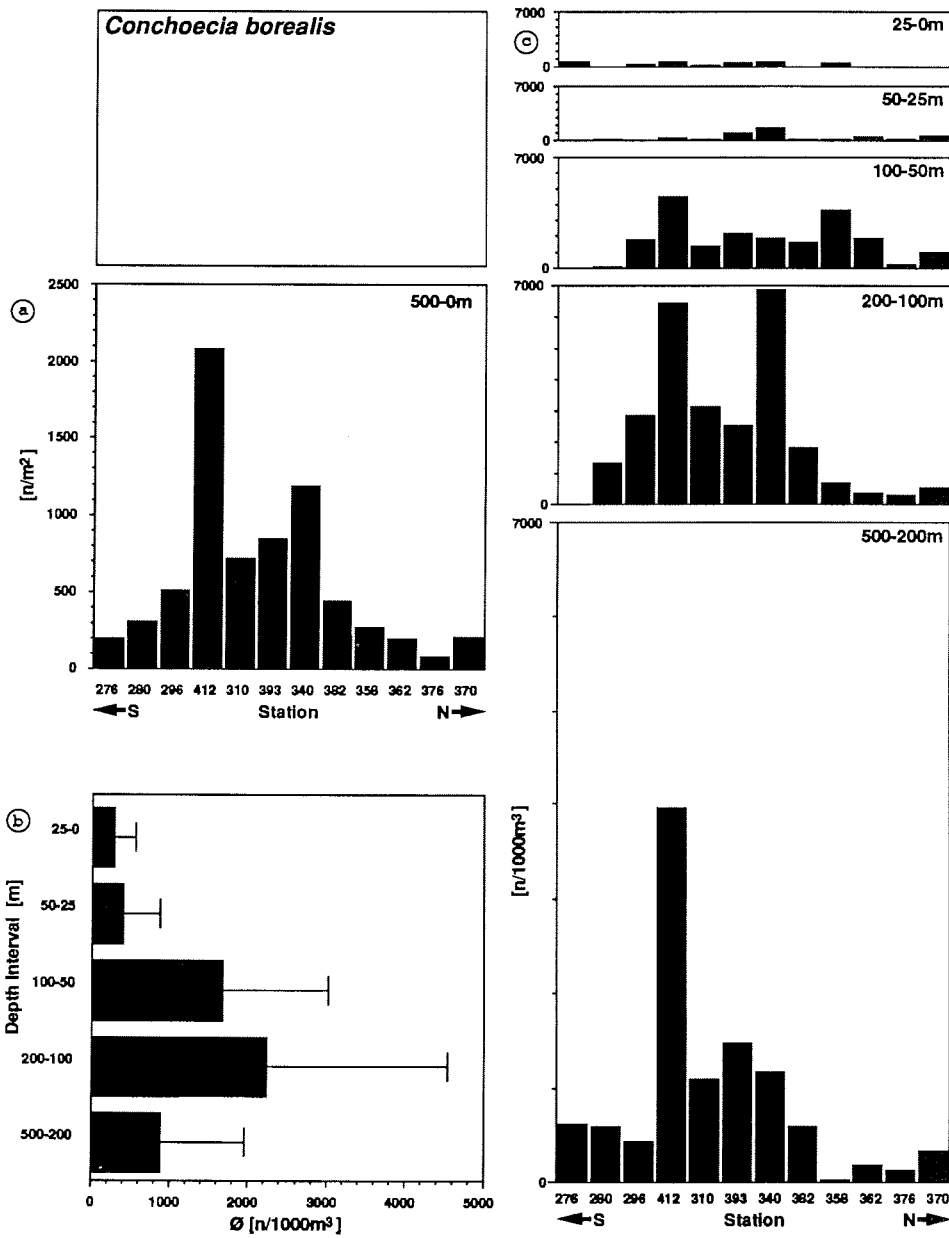 Conchoecia borealis
a
500-0m
2500
2000
1500
1000
500
0
[n/m²]
276 280 296 412 310 393 340 382 358 362 376 370
S Station N
b
25-0
50-25
100-50
200-100
500-200
Depth Interval [m]
0 1000 2000 3000 4000 5000
Ø [n/1000m³]
c
7000
25-0m
0
7000
50-25m
0
7000
100-50m
0
7000
200-100m
0
7000
500-200m
0
[n/1000m³]
276 280 296 412 310 393 340 382 358 362 376 370
S Station N